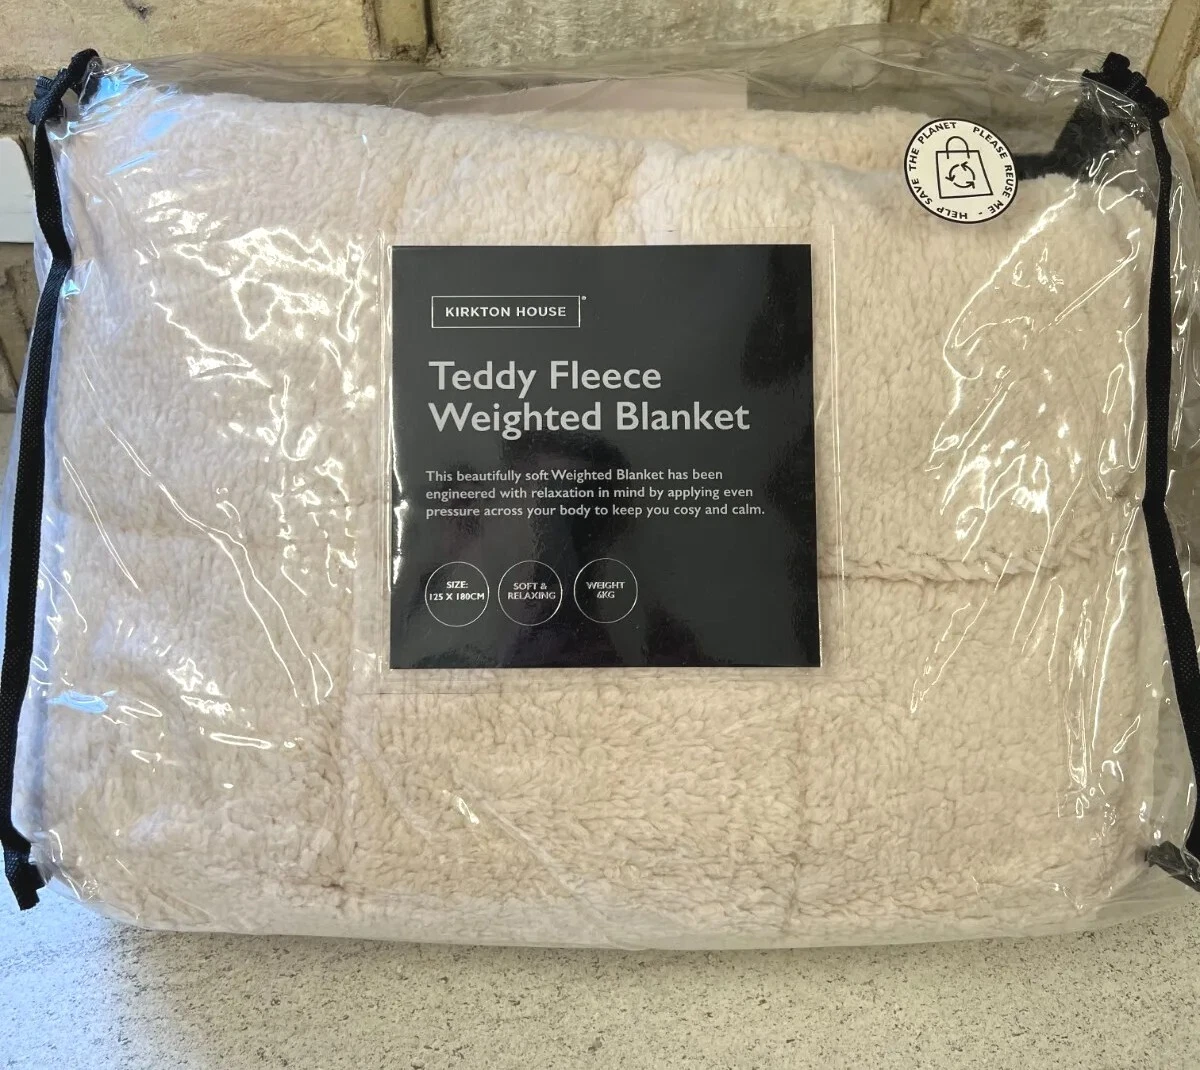 SAVE THE PLANET PLEASE REUSE ME - HELP
KIRKTON HOUSE®
Teddy Fleece
Weighted Blanket
This beautifully soft Weighted Blanket has been
engineered with relaxation in mind by applying even
pressure across your body to keep you cosy and calm.
SIZE:
125 X 180CM
SOFT &
RELAXING
WEIGHT
6KG